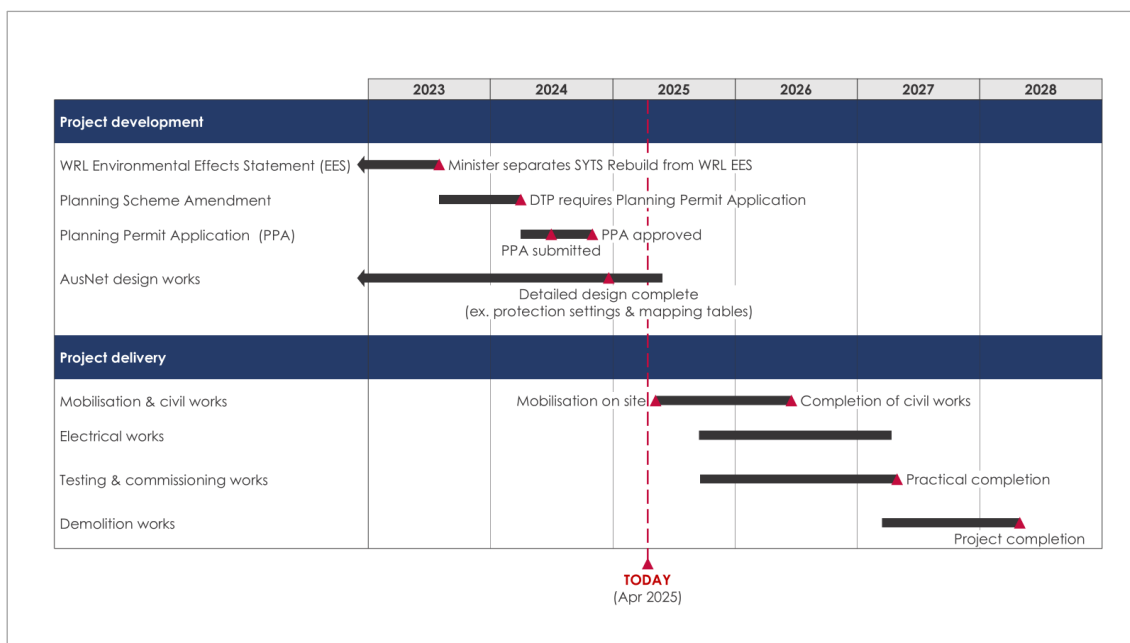 2023 2024 2025 2026 2027 2028
Project development
WRL Environmental Effects Statement (EES) Minister separates SYTS Rebuild from WRL EES
Planning Scheme Amendment DTP requires Planning Permit Application
Planning Permit Application (PPA) PPA approved
PPA submitted
AusNet design works
Detailed design complete
(ex. protection settings & mapping tables)
Project delivery
Mobilisation & civil works Mobilisation on site Completion of civil works
Electrical works
Testing & commissioning works Practical completion
Demolition works
Project completion
TODAY
(Apr 2025)